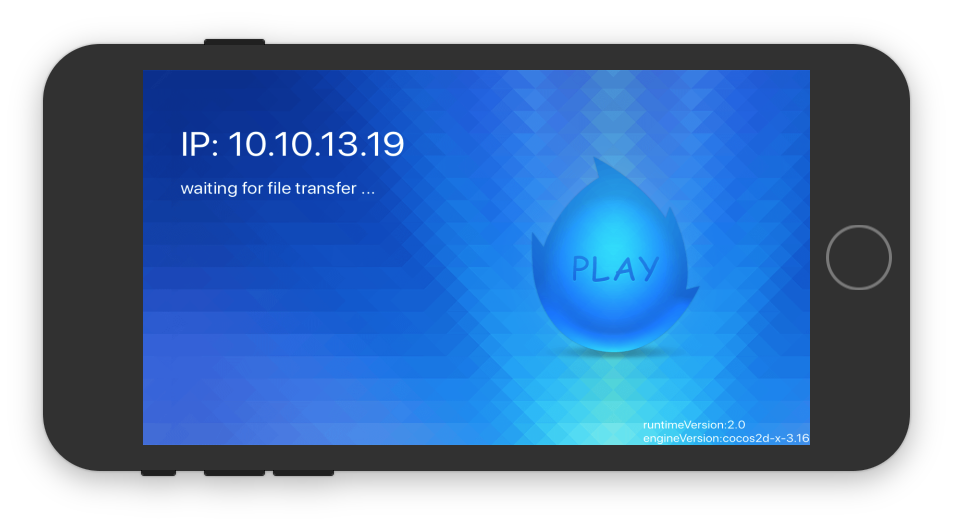 IP: 10.10.13.19
waiting for file transfer ...
PLAY
runtimeVersion:2.0
engineVersion:cocos2d-x-3.16